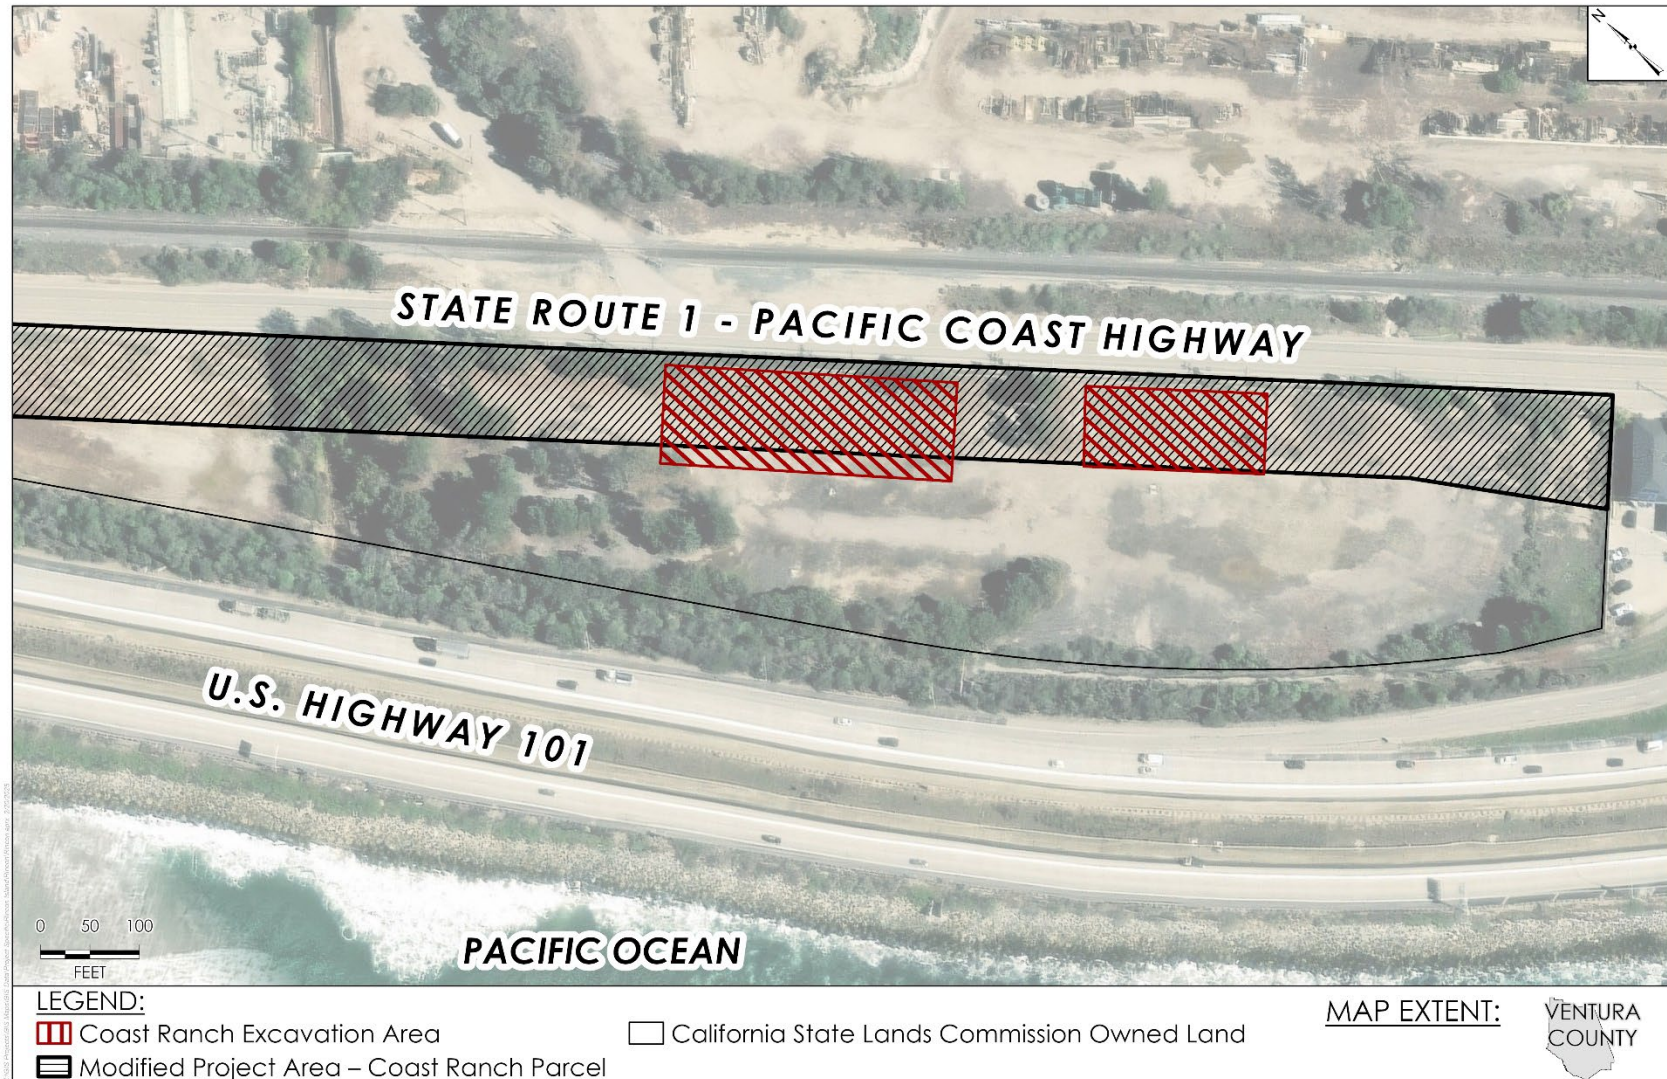 N
STATE ROUTE 1 - PACIFIC COAST HIGHWAY
U.S. HIGHWAY 101
0 50 100
FEET
PACIFIC OCEAN
LEGEND:
Coast Ranch Excavation Area
California State Lands Commission Owned Land
Modified Project Area – Coast Ranch Parcel
MAP EXTENT:
VENTURA
COUNTY